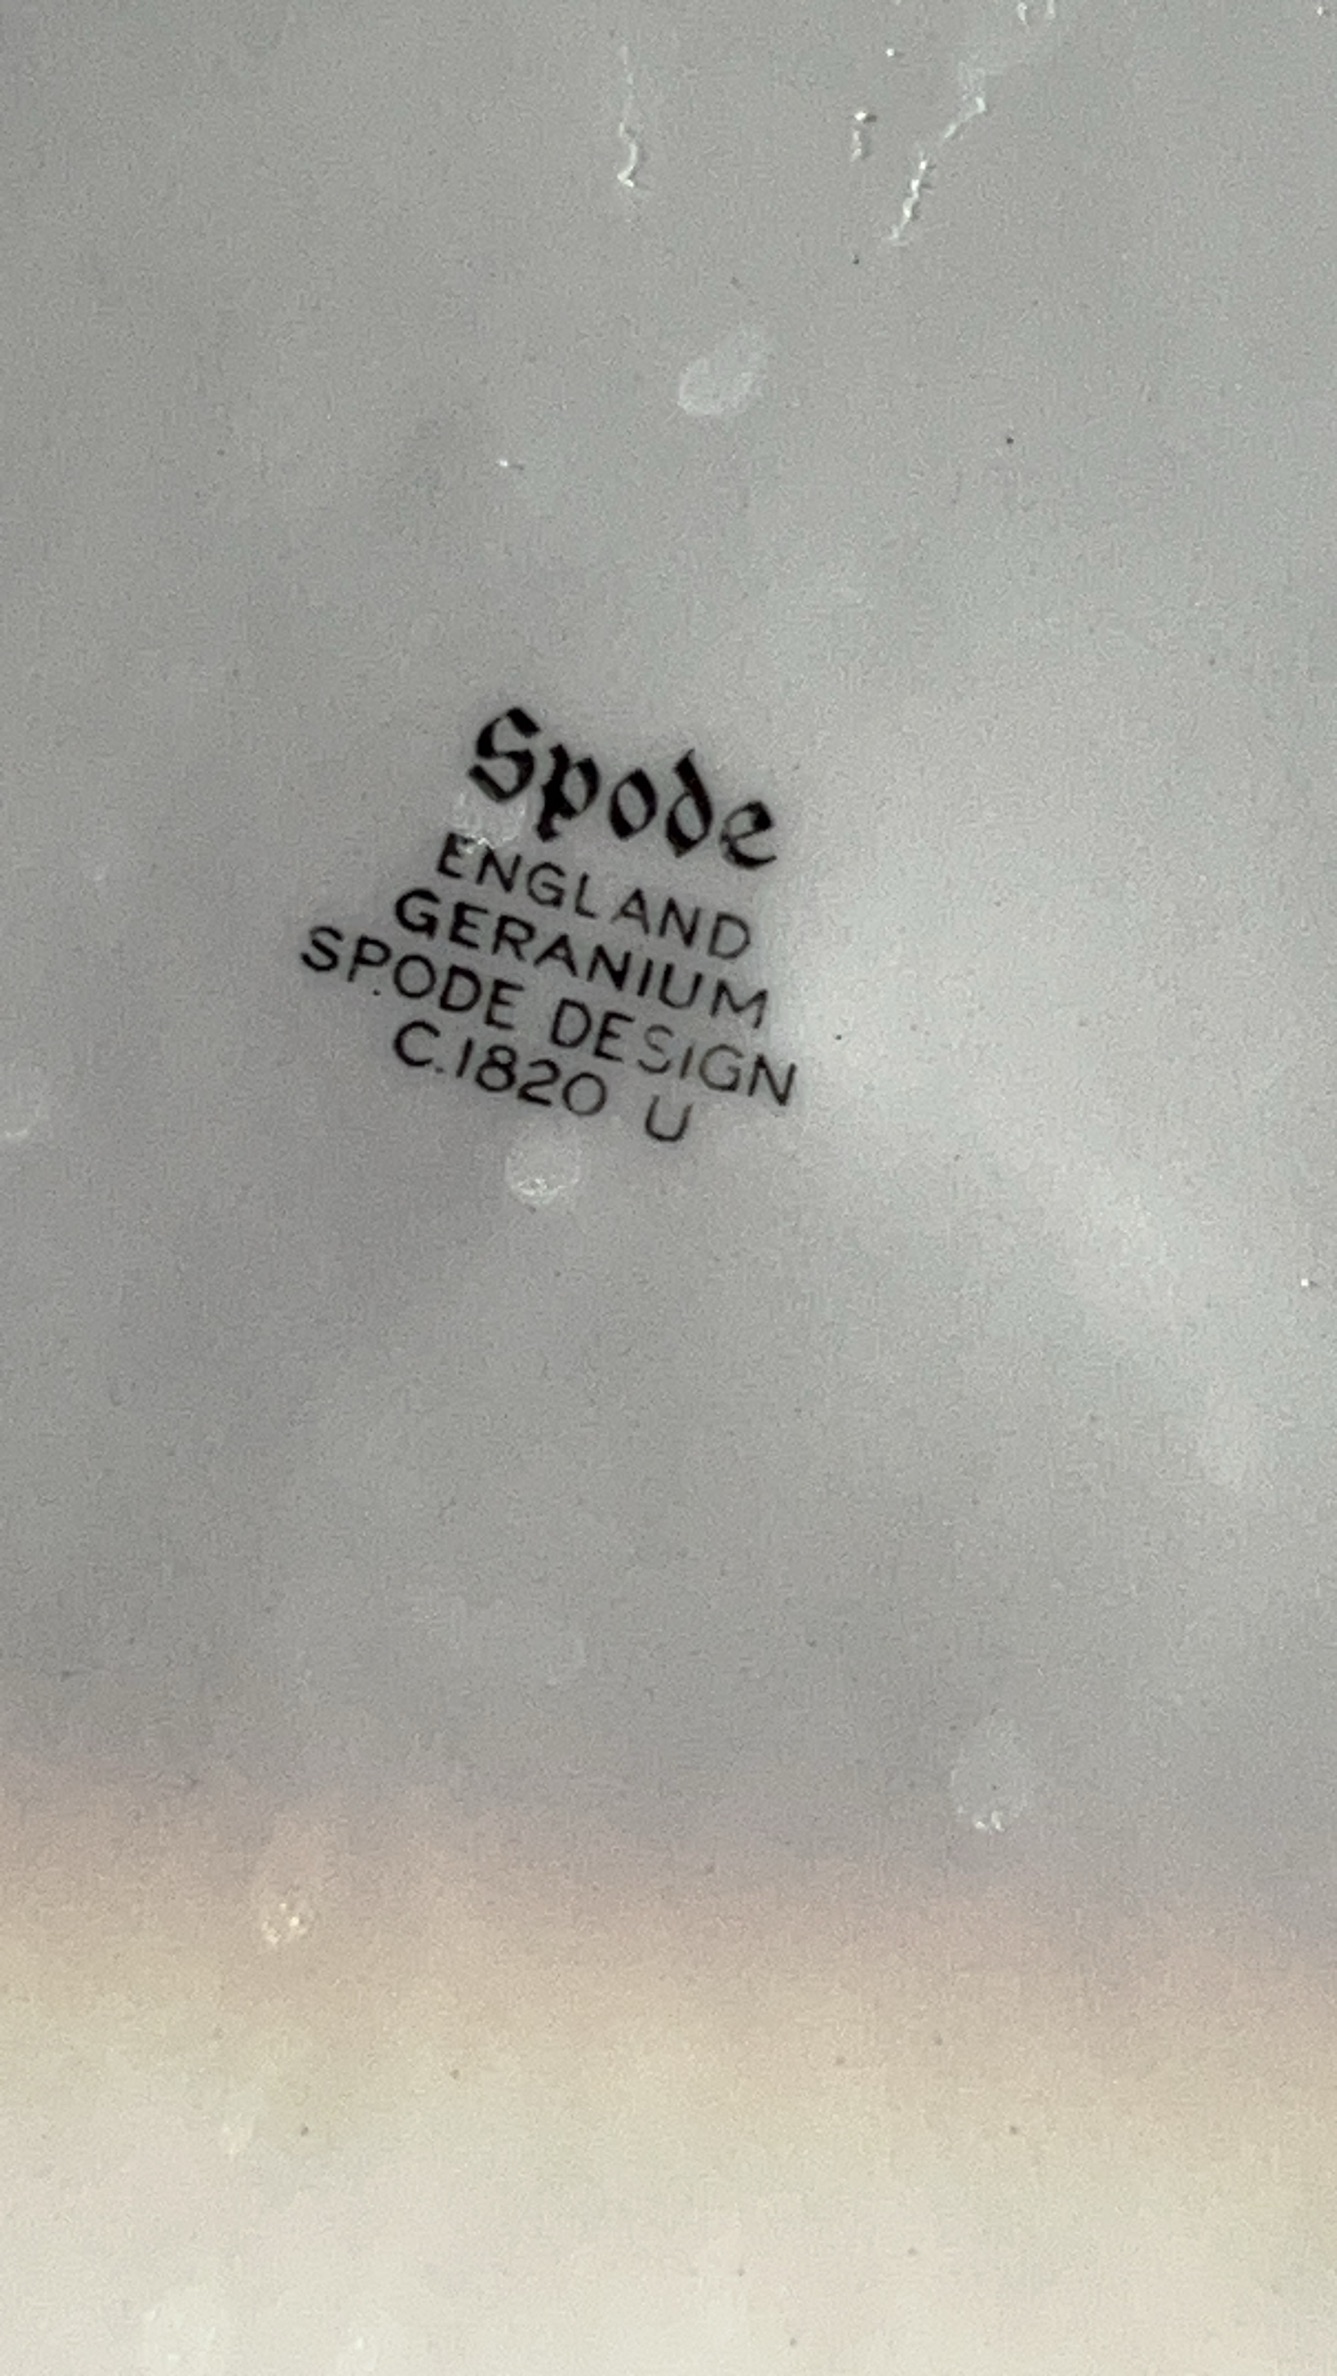 Spode
ENGLAND
GERANIUM
SPODE DESIGN
C.1820 U